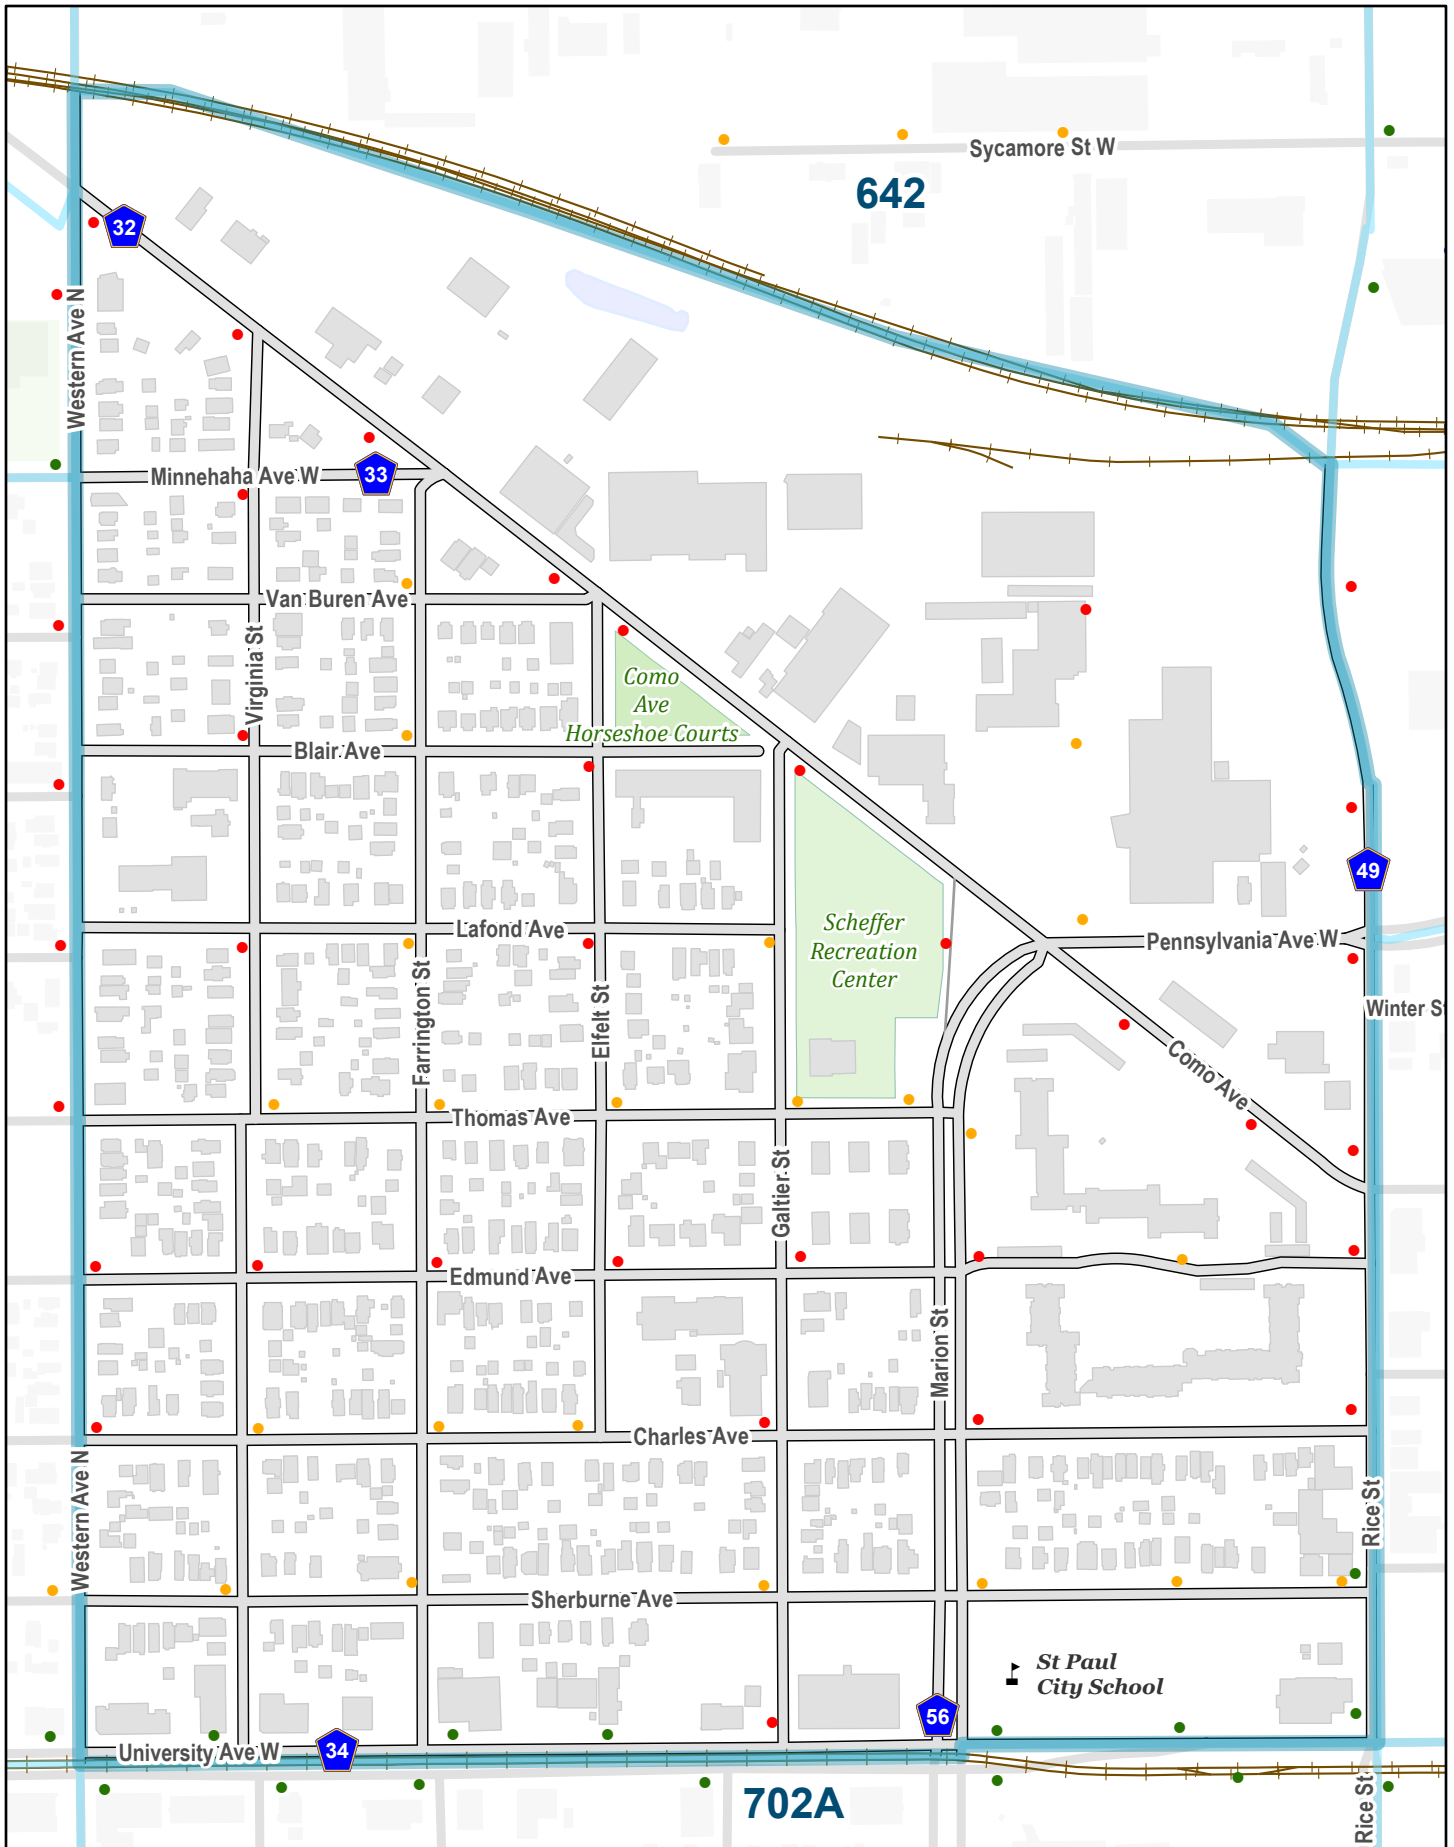 Sycamore St W
642
32
Western Ave N
Minnehaha Ave W
33
Van Buren Ave
Virginia St
Como
Ave
Horseshoe Courts
Blair Ave
49
Lafond Ave
Scheffer
Recreation
Center
Pennsylvania Ave W
Farrington St
Elfelt St
Winter St
Como Ave
Thomas Ave
Galtier St
Edmund Ave
Marion St
Charles Ave
Western Ave N
Rice St
Sherburne Ave
St Paul
City School
56
University Ave W
34
702A
Rice St